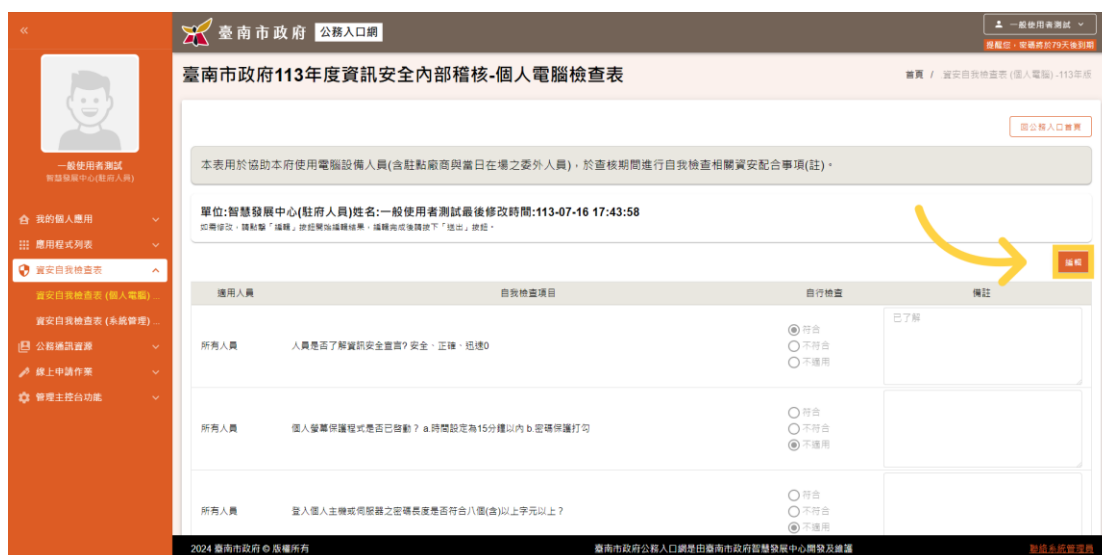 «
臺南市政府 公務入口網
一般使用者測試
提醒您，密碼將於79天後到期
臺南市政府113年度資訊安全內部稽核-個人電腦檢查表
首頁 / 資安自我檢查表 (個人電腦) -113年版
回公務入口首頁
一般使用者測試
智慧發展中心(駐府人員)
我的個人應用
應用程式列表
資安自我檢查表
資安自我檢查表 (個人電腦) ...
資安自我檢查表 (系統管理) ...
公務通訊資源
線上申請作業
管理主控台功能
本表用於協助本府使用電腦設備人員(含駐點廠商與當日在場之委外人員)，於查核期間進行自我檢查相關資安配合事項(註)。
單位:智慧發展中心(駐府人員)姓名:一般使用者測試最後修改時間:113-07-16 17:43:58
如需修改，請點擊「編輯」按鈕開始編輯結果，編輯完成後請按下「送出」按鈕。
編輯
適用人員 自我檢查項目 自行檢查 備註
所有人員 人員是否了解資訊安全宣言? 安全、正確、迅速0
符合
不符合
不適用
已了解
所有人員 個人螢幕保護程式是否已啓動？ a.時間設定為15分鐘以內 b.密碼保護打勾
符合
不符合
不適用
所有人員 登入個人主機或伺服器之密碼長度是否符合八個(含)以上字元以上？
符合
不符合
不適用
2024 臺南市政府 © 版權所有
臺南市政府公務入口網是由臺南市政府智慧發展中心開發及維護
聯絡系統管理員